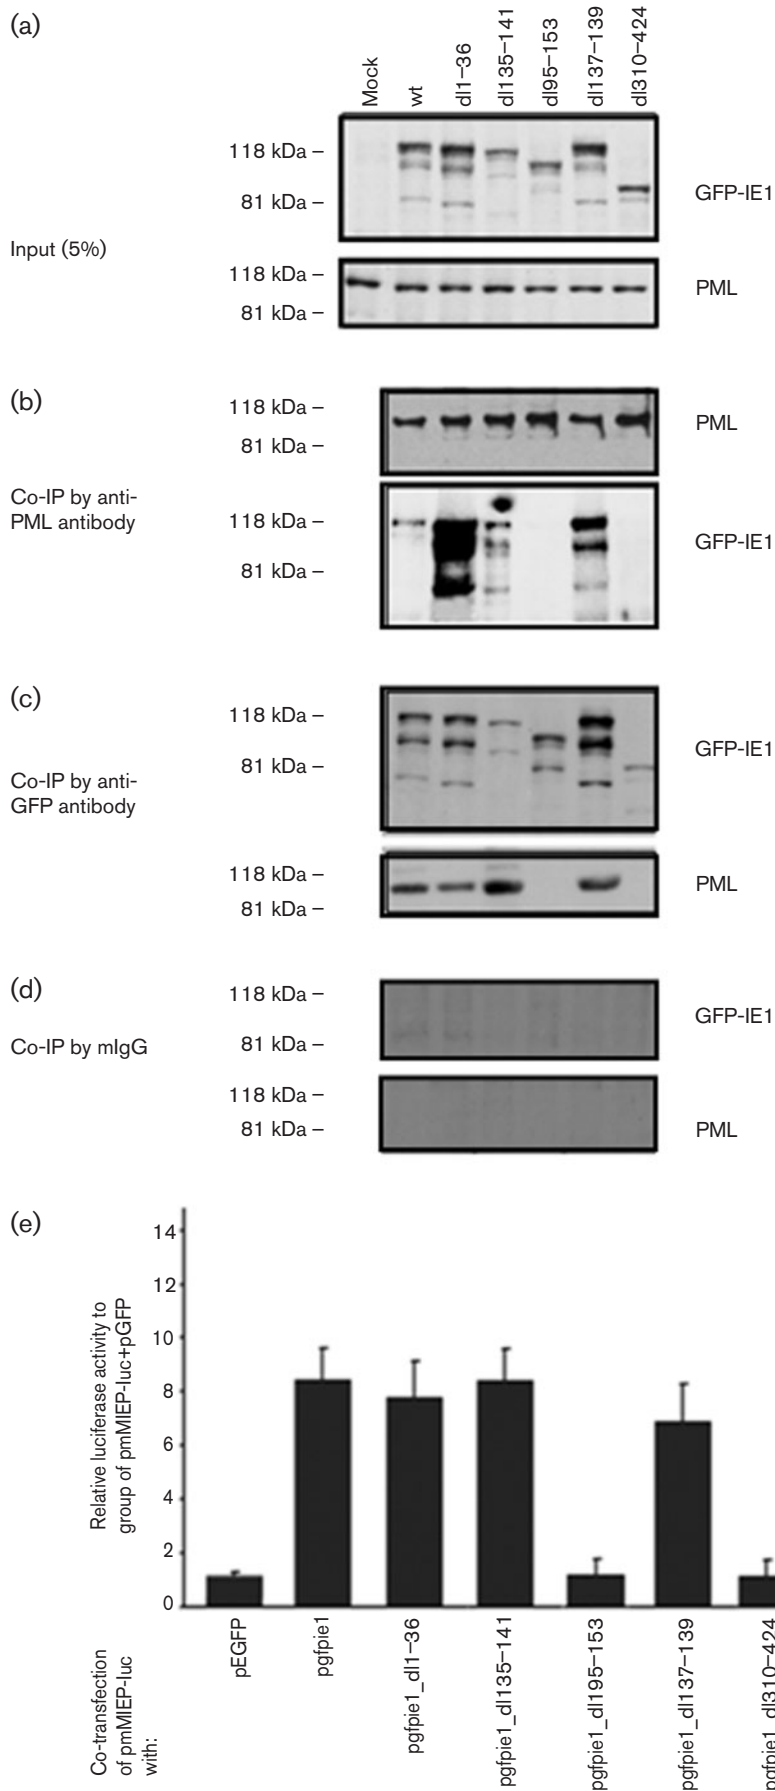 (a)
Mock
wt
dl1–36
dl135–141
dl95–153
dl137–139
dl310–424
118 kDa –
81 kDa –
GFP-IE1
Input (5%)
118 kDa –
81 kDa –
PML
(b)
118 kDa –
81 kDa –
PML
Co-IP by anti-
PML antibody
118 kDa –
81 kDa –
GFP-IE1
(c)
118 kDa –
81 kDa –
GFP-IE1
Co-IP by anti-
GFP antibody
118 kDa –
81 kDa –
PML
(d)
118 kDa –
81 kDa –
GFP-IE1
Co-IP by mIgG
118 kDa –
81 kDa –
PML
(e)
Relative luciferase activity to
group of pmMIEP-luc+pGFP
14
12
10
8
6
4
2
0
Co-transfection
of pmMIEP-luc
with:
pEGFP
pgfpie1
pgfpie1_dl1–36
pgfpie1_dl135–141
pgfpie1_dl195–153
pgfpie1_dl137–139
pgfpie1_dl310–424